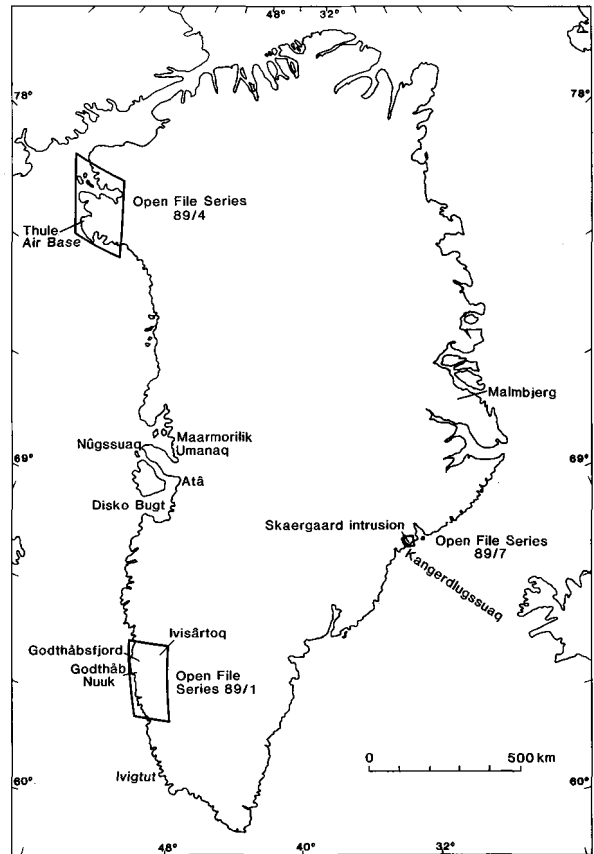 48° 32°
78° 78°
Open File Series
89/4
Thule
Air Base
Malmbjerg
Nûgssuaq
Maarmorilik
Umanaq
69° 69°
Atâ
Disko Bugt
Skaergaard intrusion
Open File Series
89/7
Kangerdlugssuaq
Ivisârtoq
Godthåbsfjord
Godthåb
Nuuk
Open File
Series 89/1
0 500 km
Ivigtut
60° 60°
48° 40° 32°